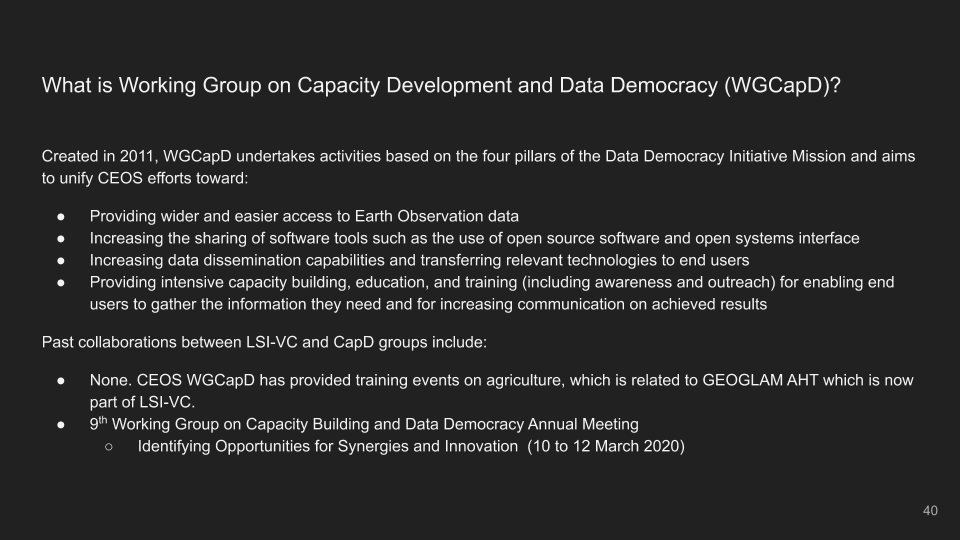 What is Working Group on Capacity Development and Data Democracy (WGCapD)?
Created in 2011, WGCapD undertakes activities based on the four pillars of the Data Democracy Initiative Mission and aims
to unify CEOS efforts toward:
● Providing wider and easier access to Earth Observation data
● Increasing the sharing of software tools such as the use of open source software and open systems interface
● Increasing data dissemination capabilities and transferring relevant technologies to end users
● Providing intensive capacity building, education, and training (including awareness and outreach) for enabling end
users to gather the information they need and for increasing communication on achieved results
Past collaborations between LSI-VC and CapD groups include:
● None. CEOS WGCapD has provided training events on agriculture, which is related to GEOGLAM AHT which is now
part of LSI-VC.
● 9th Working Group on Capacity Building and Data Democracy Annual Meeting
○ Identifying Opportunities for Synergies and Innovation (10 to 12 March 2020)
40